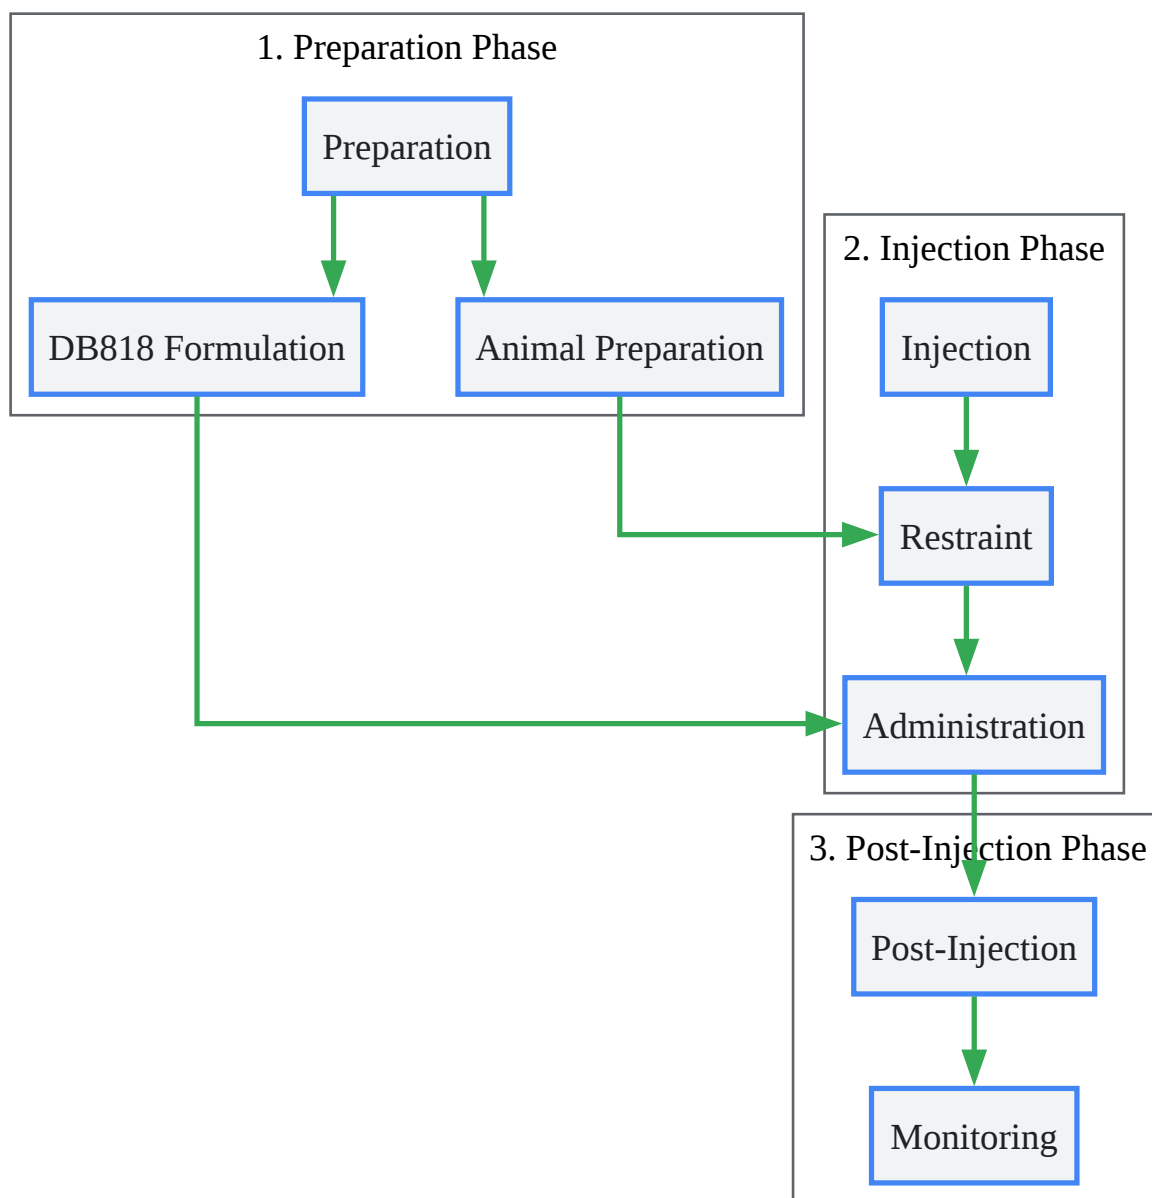 1. Preparation Phase
Preparation
DB818 Formulation
Animal Preparation
2. Injection Phase
Injection
Restraint
Administration
3. Post-Injection Phase
Post-Injection
Monitoring